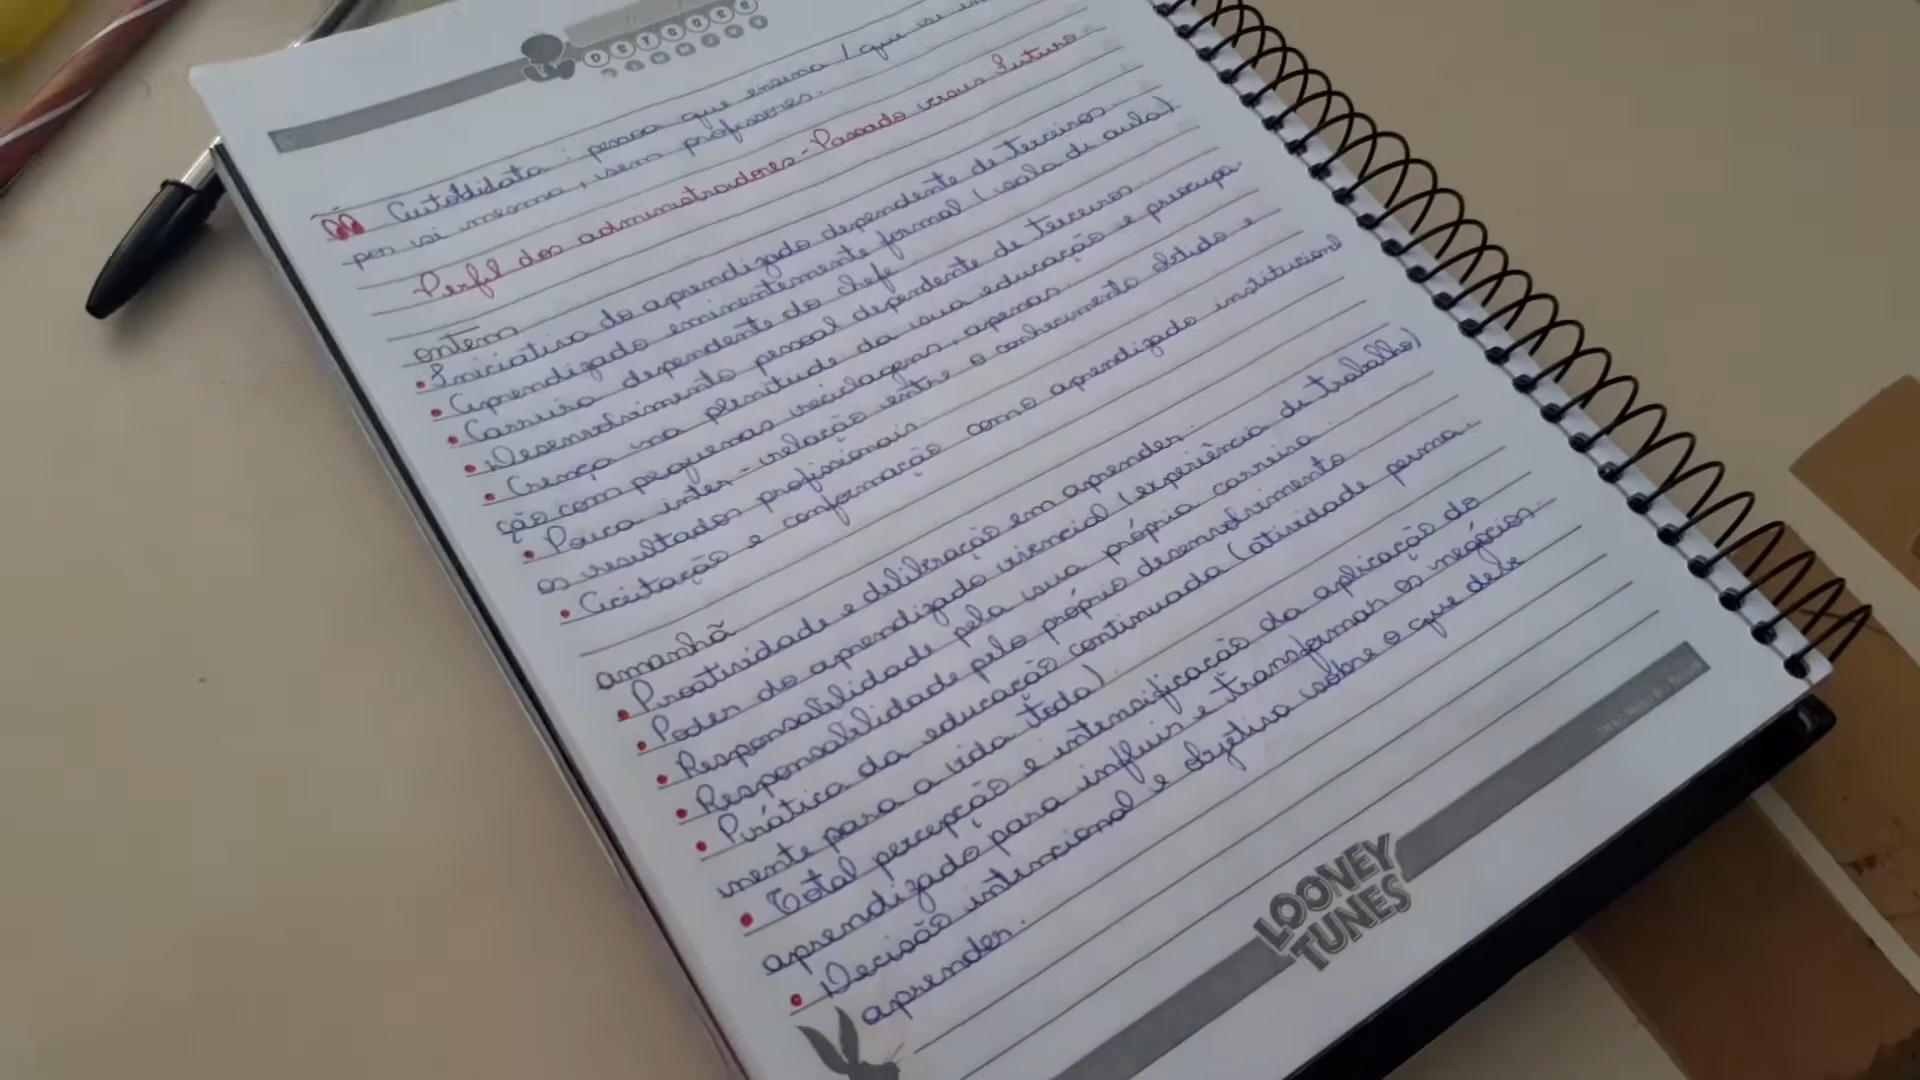 Autodidata: pessoa que ensina / que se
por si mesma, sem professores.
Perfil dos administradores - Passado versus futuro
ontem
• Iniciativa do aprendizado dependente de terceiros.
• Aprendizado eminentemente formal (sala de aula)
• Carreira dependente do chefe
• Desenvolvimento pessoal dependente de terceiros.
• Crença na plenitude da sua educação e preocupa-
ção com pequenas reciclagens, apenas.
• Pouca inter-relação entre o conhecimento obtido e
os resultados profissionais
• Aceitação e conformação como aprendizado institucional
amanhã
• Proatividade e deliberação em aprender.
• Poder do aprendizado vivencial (experiência de trabalho)
• Responsabilidade pela sua própria carreira.
• Responsabilidade pelo próprio desenvolvimento
• Prática da educação continuada (atividade perma-
mente para a vida toda).
• Total percepção e intensificação da aplicação do
aprendizado para influir e transformar os negócios.
• Decisão intencional e objetiva sobre o que deve
aprender.
LOONEY
TUNES